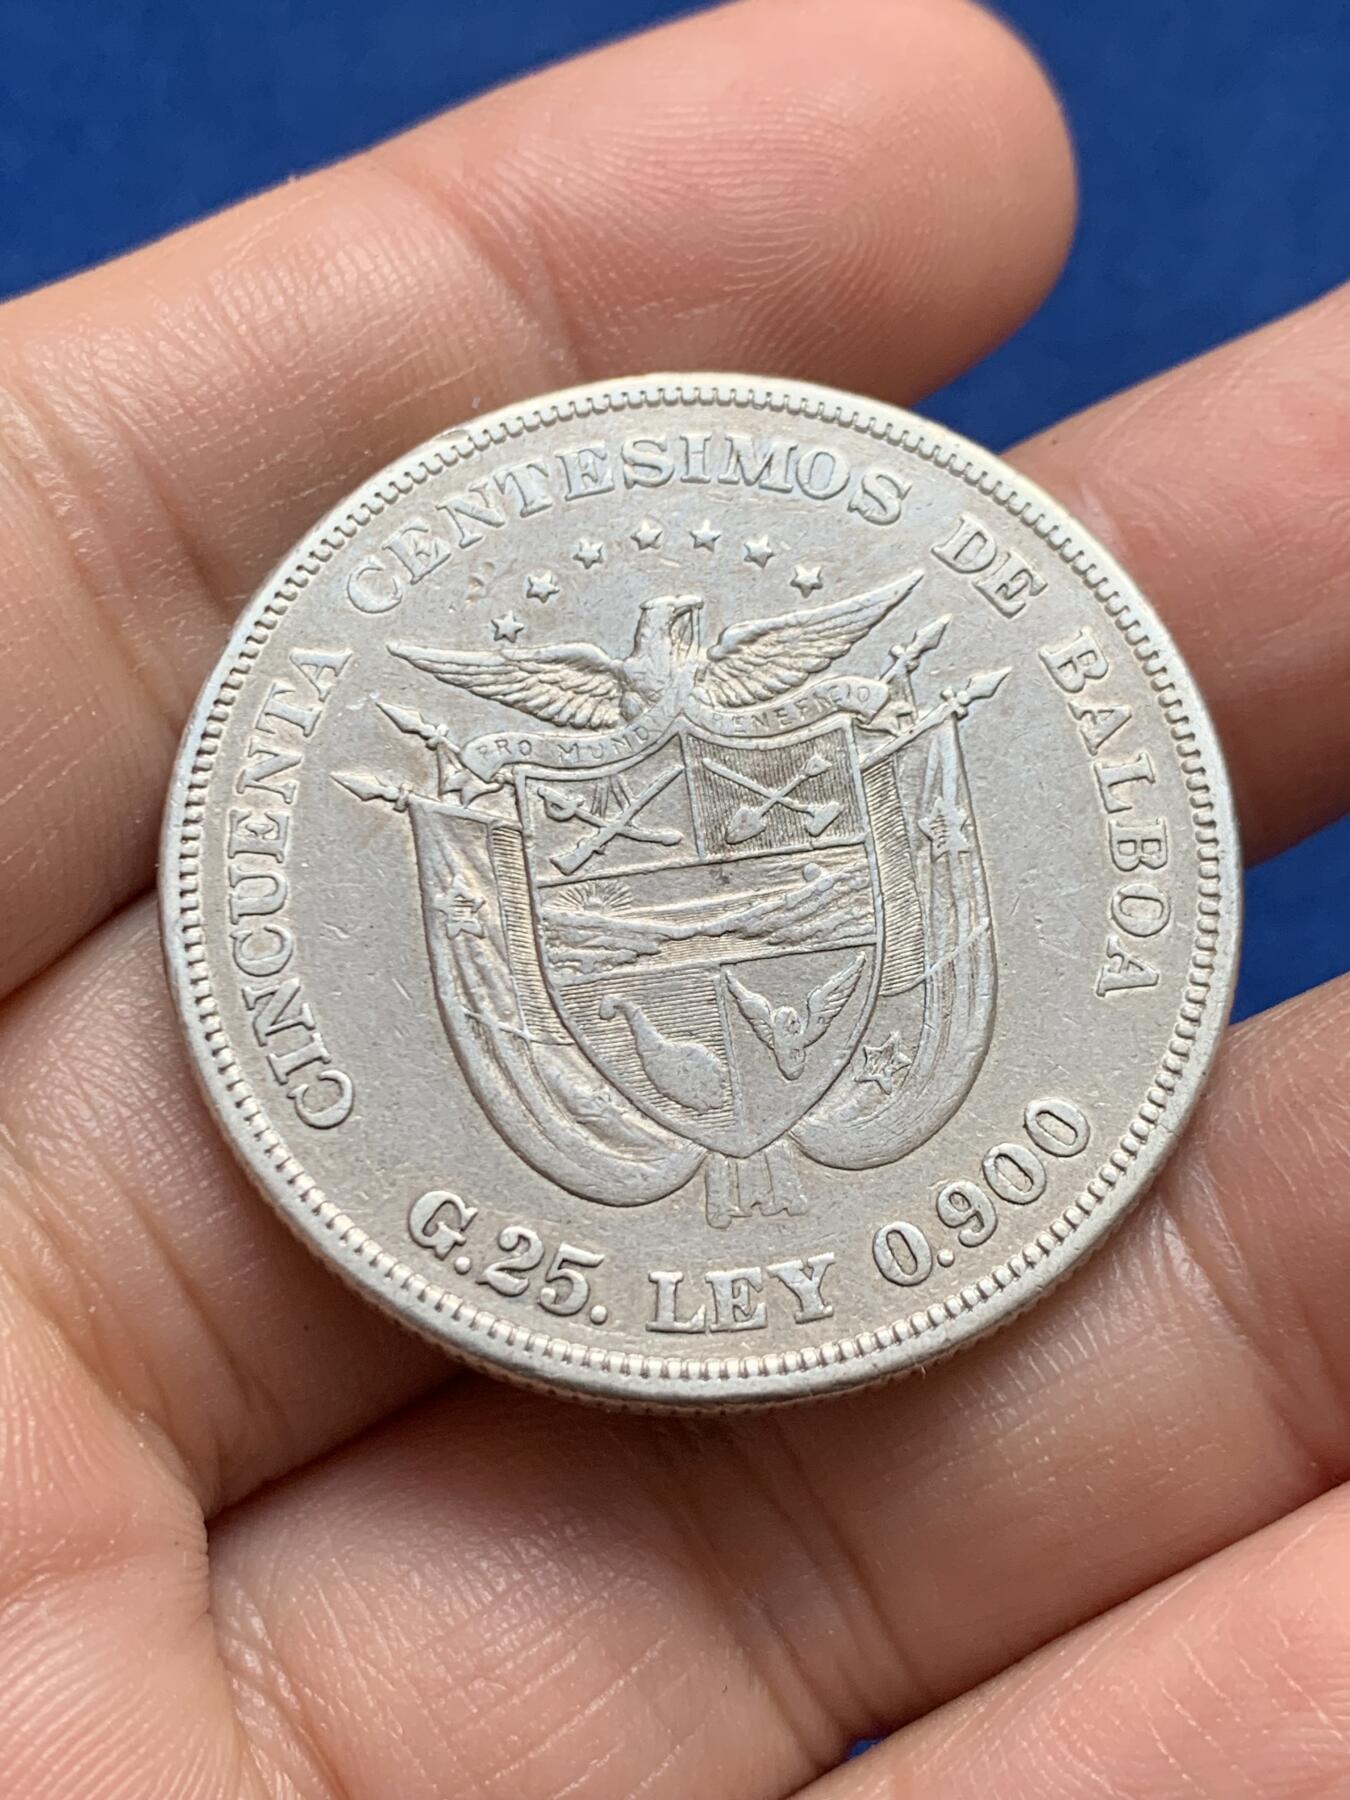 CINCUENTA CENTESIMOS DE BALBOA
PRO MUNDI BENEFICIO
G.25. LEY 0.900